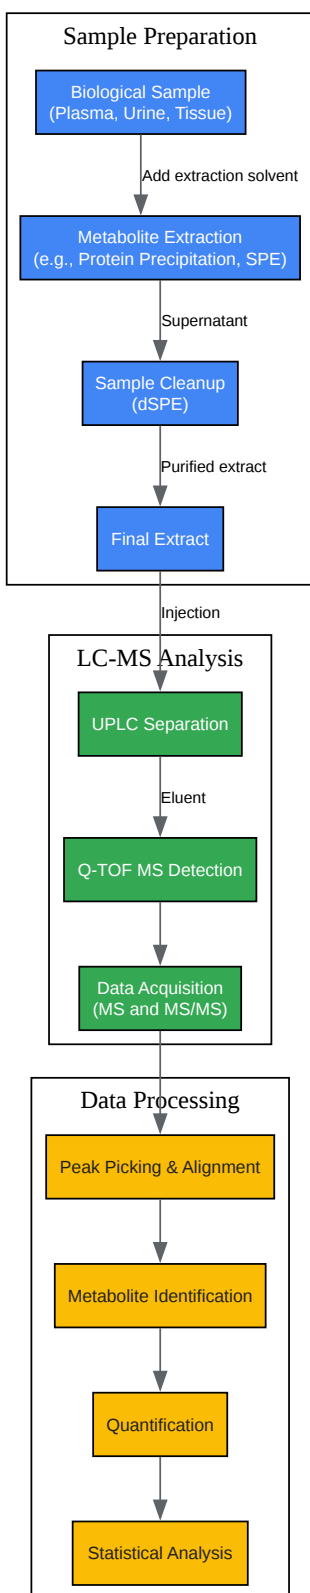 Sample Preparation
Biological Sample
(Plasma, Urine, Tissue)
Add extraction solvent
Metabolite Extraction
(e.g., Protein Precipitation, SPE)
Supernatant
Sample Cleanup
(dSPE)
Purified extract
Final Extract
Injection
LC-MS Analysis
UPLC Separation
Eluent
Q-TOF MS Detection
Data Acquisition
(MS and MS/MS)
Data Processing
Peak Picking & Alignment
Metabolite Identification
Quantification
Statistical Analysis